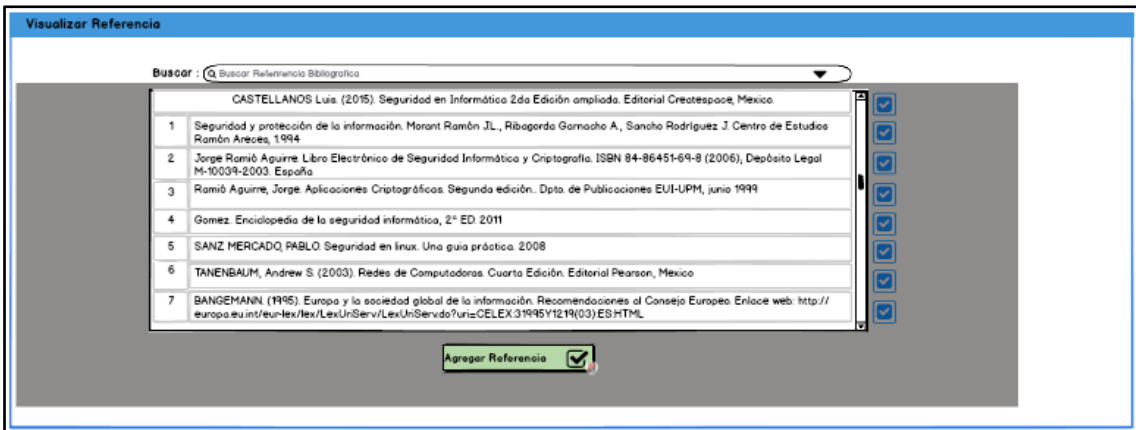 Visualizar Referencia
Buscar : Buscar Referrencia Bibliografica
CASTELLANOS Luis. (2015). Seguridad en Informática 2da Edición ampliada. Editorial Createspace, Mexico.
1 Seguridad y protección de la información. Morant Ramón JL., Ribagorda Garnacho A., Sancho Rodríguez J. Centro de Estudios
Ramón Areces, 1.994
2 Jorge Ramió Aguirre. Libro Electrónico de Seguridad Informática y Criptografía. ISBN 84-86451-69-8 (2006), Depósito Legal
M-10039-2003. España
3 Ramió Aguirre, Jorge. Aplicaciones Criptográficas. Segunda edición.. Dpto. de Publicaciones EUI-UPM, junio 1999
4 Gomez. Enciclopedia de la seguridad informática, 2ª ED. 2011
5 SANZ MERCADO, PABLO. Seguridad en linux. Una guia práctica. 2008
6 TANENBAUM, Andrew S. (2003). Redes de Computadoras. Cuarta Edición. Editorial Pearson, Mexico
7 BANGEMANN. (1995). Europa y la sociedad global de la información. Recomendaciones al Consejo Europeo. Enlace web: http://
europa.eu.int/eur-lex/lex/LexUriServ/LexUriServ.do?uri=CELEX:31995Y1219(03):ES:HTML
Agregar Referencia